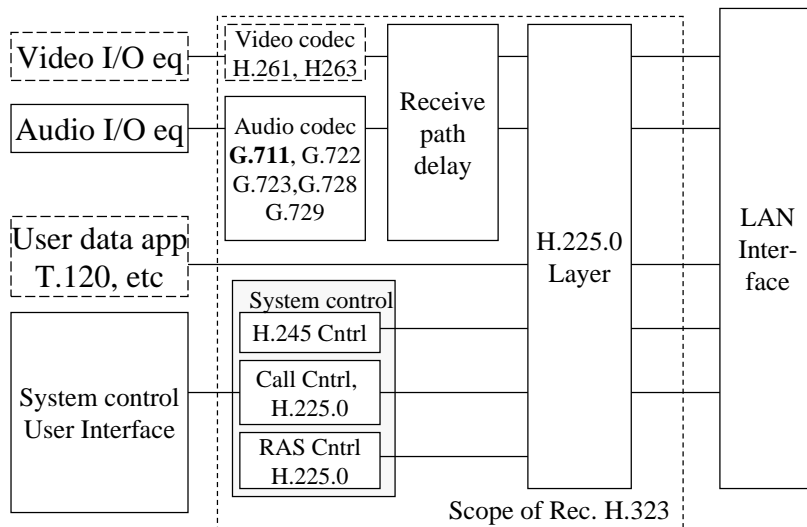 Video I/O eq
Video codec
H.261, H263
Audio I/O eq
Audio codec
G.711, G.722
G.723,G.728
G.729
Receive
path
delay
User data app
T.120, etc
H.225.0
Layer
LAN
Inter-
face
System control
H.245 Cntrl
Call Cntrl,
H.225.0
RAS Cntrl
H.225.0
System control
User Interface
Scope of Rec. H.323